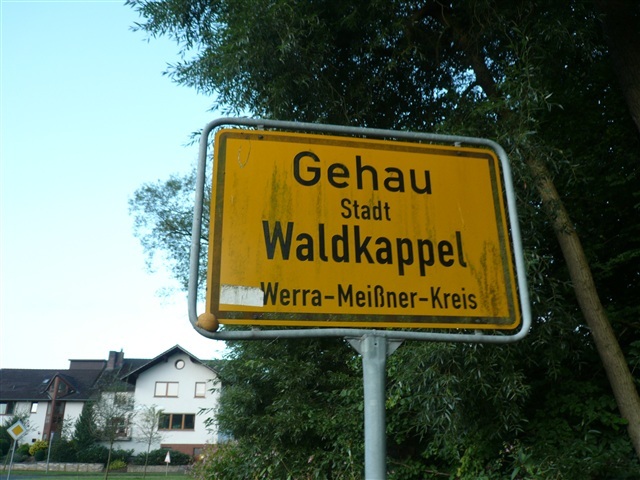 Gehau
Stadt
Waldkappel
Werra-Meißner-Kreis